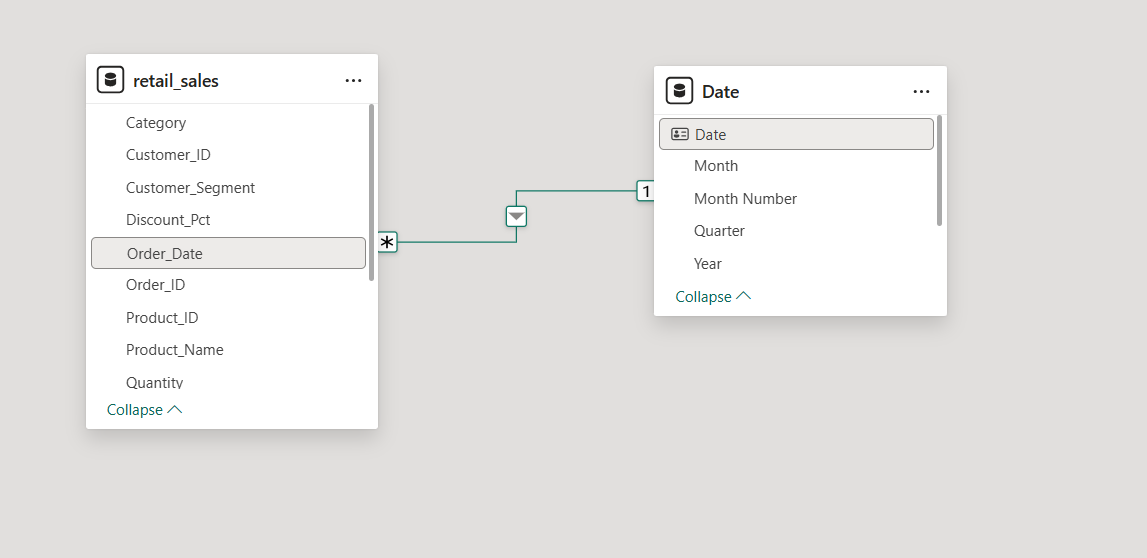 retail_sales
...
Category
Customer_ID
Customer_Segment
Discount_Pct
Order_Date
Order_ID
Product_ID
Product_Name
Quantity
Collapse
*
1
Date
...
Date
Month
Month Number
Quarter
Year
Collapse